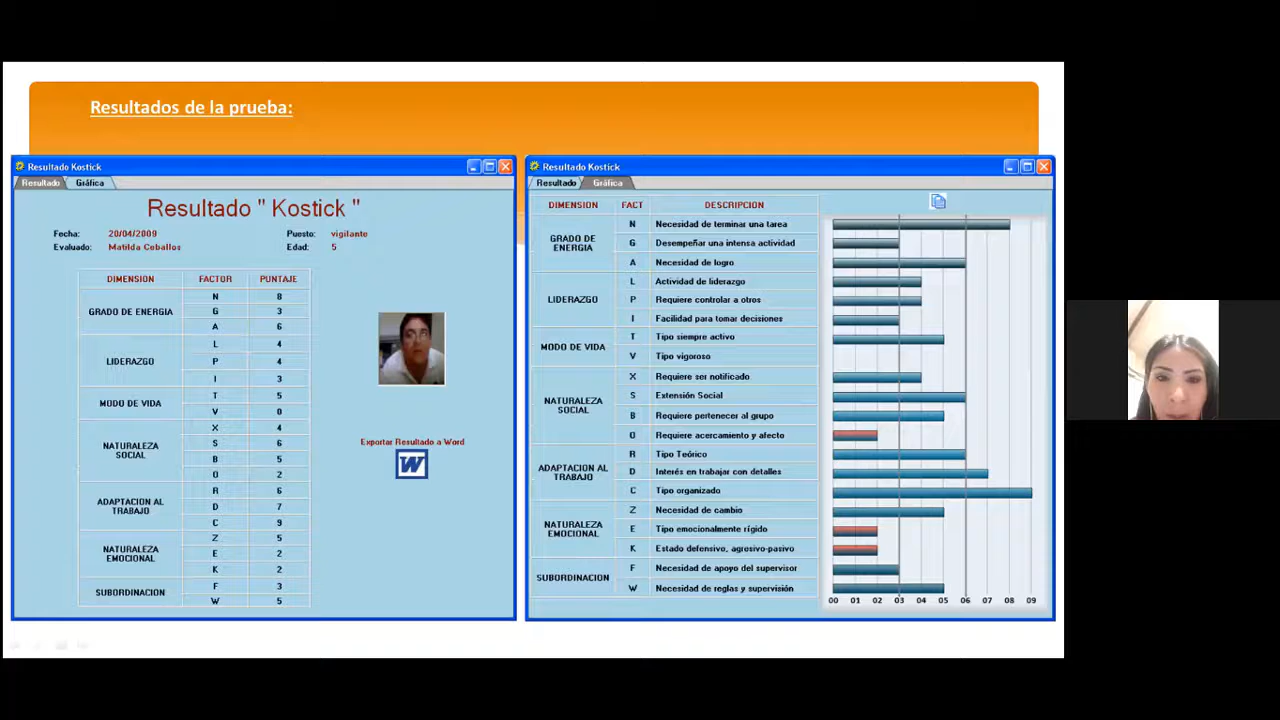 Resultados de la prueba:
Resultado Kostick
Resultado Gráfica
Resultado " Kostick "
Fecha: 20/04/2009 Puesto: vigilante
Evaluado: Matilda Ceballos Edad: 5
DIMENSION FACTOR PUNTAJE
GRADO DE ENERGIA
N 8
G 3
A 6
LIDERAZGO
L 4
P 4
I 3
MODO DE VIDA
T 5
V 0
NATURALEZA
SOCIAL
X 4
S 6
B 5
O 2
ADAPTACION AL
TRABAJO
R 6
D 7
C 9
NATURALEZA
EMOCIONAL
Z 5
E 2
K 2
SUBORDINACION
F 3
W 5
Exportar Resultado a Word
W
Resultado Kostick
Resultado Gráfica
DIMENSION FACT DESCRIPCION
GRADO DE
ENERGIA
N Necesidad de terminar una tarea
G Desempeñar una intensa actividad
A Necesidad de logro
LIDERAZGO
L Actividad de liderazgo
P Requiere controlar a otros
I Facilidad para tomar decisiones
MODO DE VIDA
T Tipo siempre activo
V Tipo vigoroso
NATURALEZA
SOCIAL
X Requiere ser notificado
S Extensión Social
B Requiere pertenecer al grupo
O Requiere acercamiento y afecto
ADAPTACION AL
TRABAJO
R Tipo Teórico
D Interés en trabajar con detalles
C Tipo organizado
NATURALEZA
EMOCIONAL
Z Necesidad de cambio
E Tipo emocionalmente rígido
K Estado defensivo, agresivo-pasivo
SUBORDINACION
F Necesidad de apoyo del supervisor
W Necesidad de reglas y supervisión
00 01 02 03 04 05 06 07 08 09